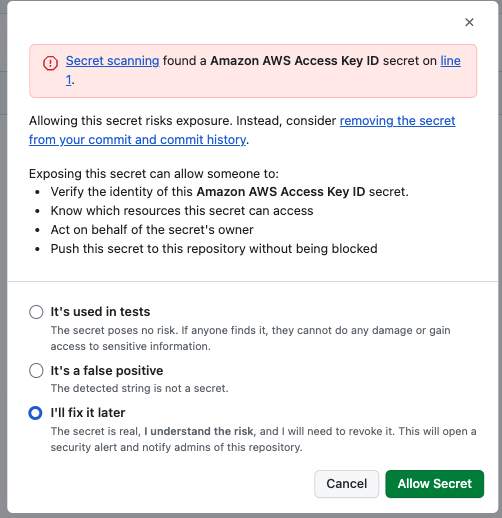 Secret scanning found a Amazon AWS Access Key ID secret on line
1.
Allowing this secret risks exposure. Instead, consider removing the secret
from your commit and commit history.
Exposing this secret can allow someone to:
• Verify the identity of this Amazon AWS Access Key ID secret.
• Know which resources this secret can access
• Act on behalf of the secret's owner
• Push this secret to this repository without being blocked
It's used in tests
The secret poses no risk. If anyone finds it, they cannot do any damage or gain
access to sensitive information.
It's a false positive
The detected string is not a secret.
I'll fix it later
The secret is real, I understand the risk, and I will need to revoke it. This will open a
security alert and notify admins of this repository.
Cancel Allow Secret